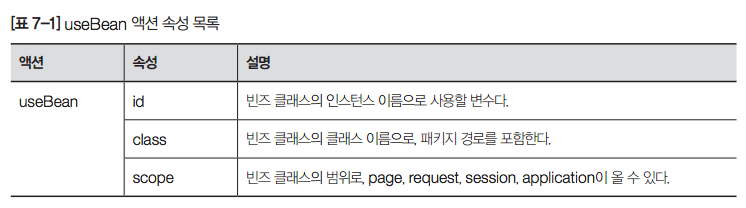 [표 7-1] useBean 액션 속성 목록
액션 속성 설명
useBean id 빈즈 클래스의 인스턴스 이름으로 사용할 변수다.
class 빈즈 클래스의 클래스 이름으로, 패키지 경로를 포함한다.
scope 빈즈 클래스의 범위로, page, request, session, application이 올 수 있다.